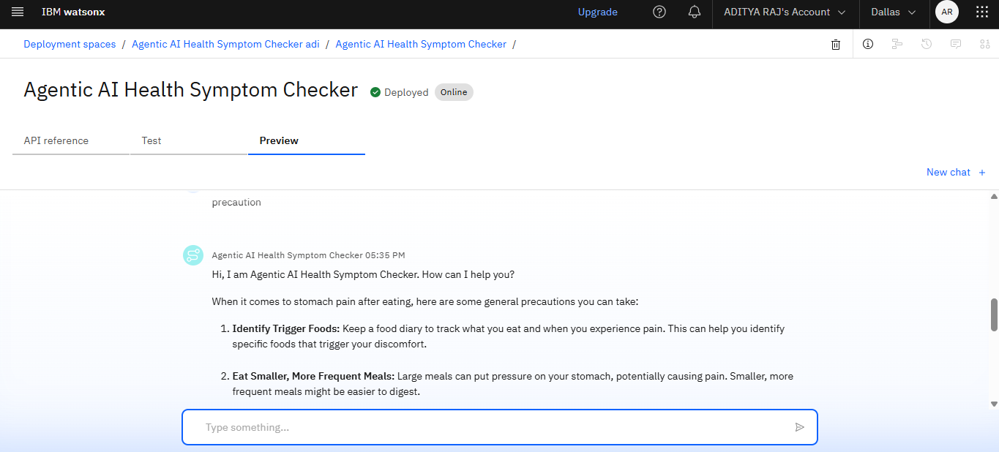 IBM watsonx Upgrade ADITYA RAJ's Account Dallas AR
Deployment spaces / Agentic AI Health Symptom Checker adi / Agentic AI Health Symptom Checker /
Agentic AI Health Symptom Checker Deployed Online
API reference Test Preview
New chat +
precaution
Agentic AI Health Symptom Checker 05:35 PM
Hi, I am Agentic AI Health Symptom Checker. How can I help you?
When it comes to stomach pain after eating, here are some general precautions you can take:
1. Identify Trigger Foods: Keep a food diary to track what you eat and when you experience pain. This can help you identify
specific foods that trigger your discomfort.
2. Eat Smaller, More Frequent Meals: Large meals can put pressure on your stomach, potentially causing pain. Smaller, more
frequent meals might be easier to digest.
Type something...